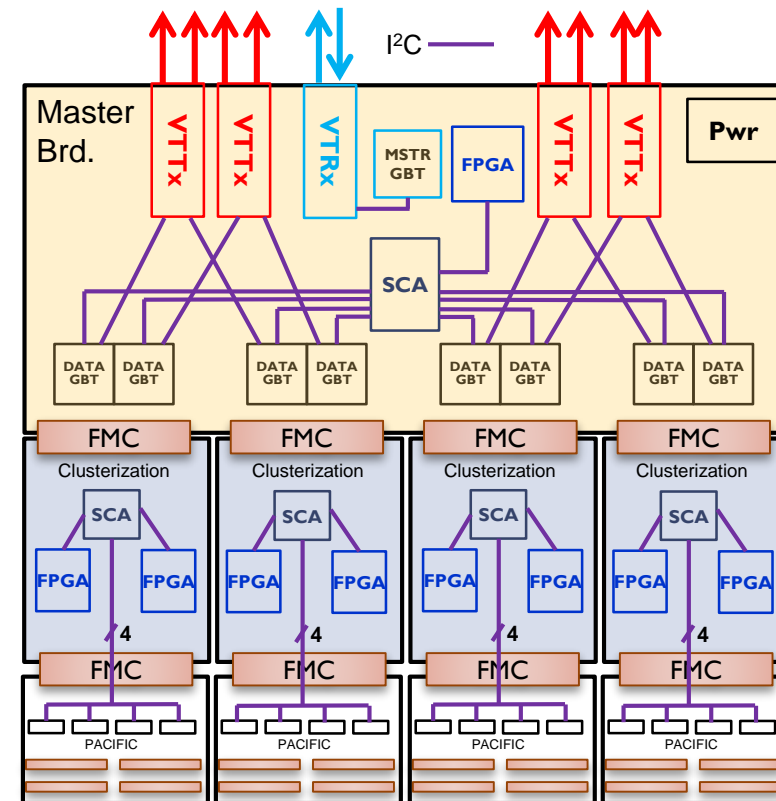 I²C
Master
Brd.
VTTx
VTTx
VTRx
MSTR
GBT
FPGA
VTTx
VTTx
Pwr
SCA
DATA
GBT
DATA
GBT
DATA
GBT
DATA
GBT
DATA
GBT
DATA
GBT
DATA
GBT
DATA
GBT
FMC
FMC
FMC
FMC
Clusterization
Clusterization
Clusterization
Clusterization
SCA
SCA
SCA
SCA
FPGA
FPGA
FPGA
FPGA
FPGA
FPGA
FPGA
FPGA
4
4
4
4
FMC
FMC
FMC
FMC
PACIFIC
PACIFIC
PACIFIC
PACIFIC